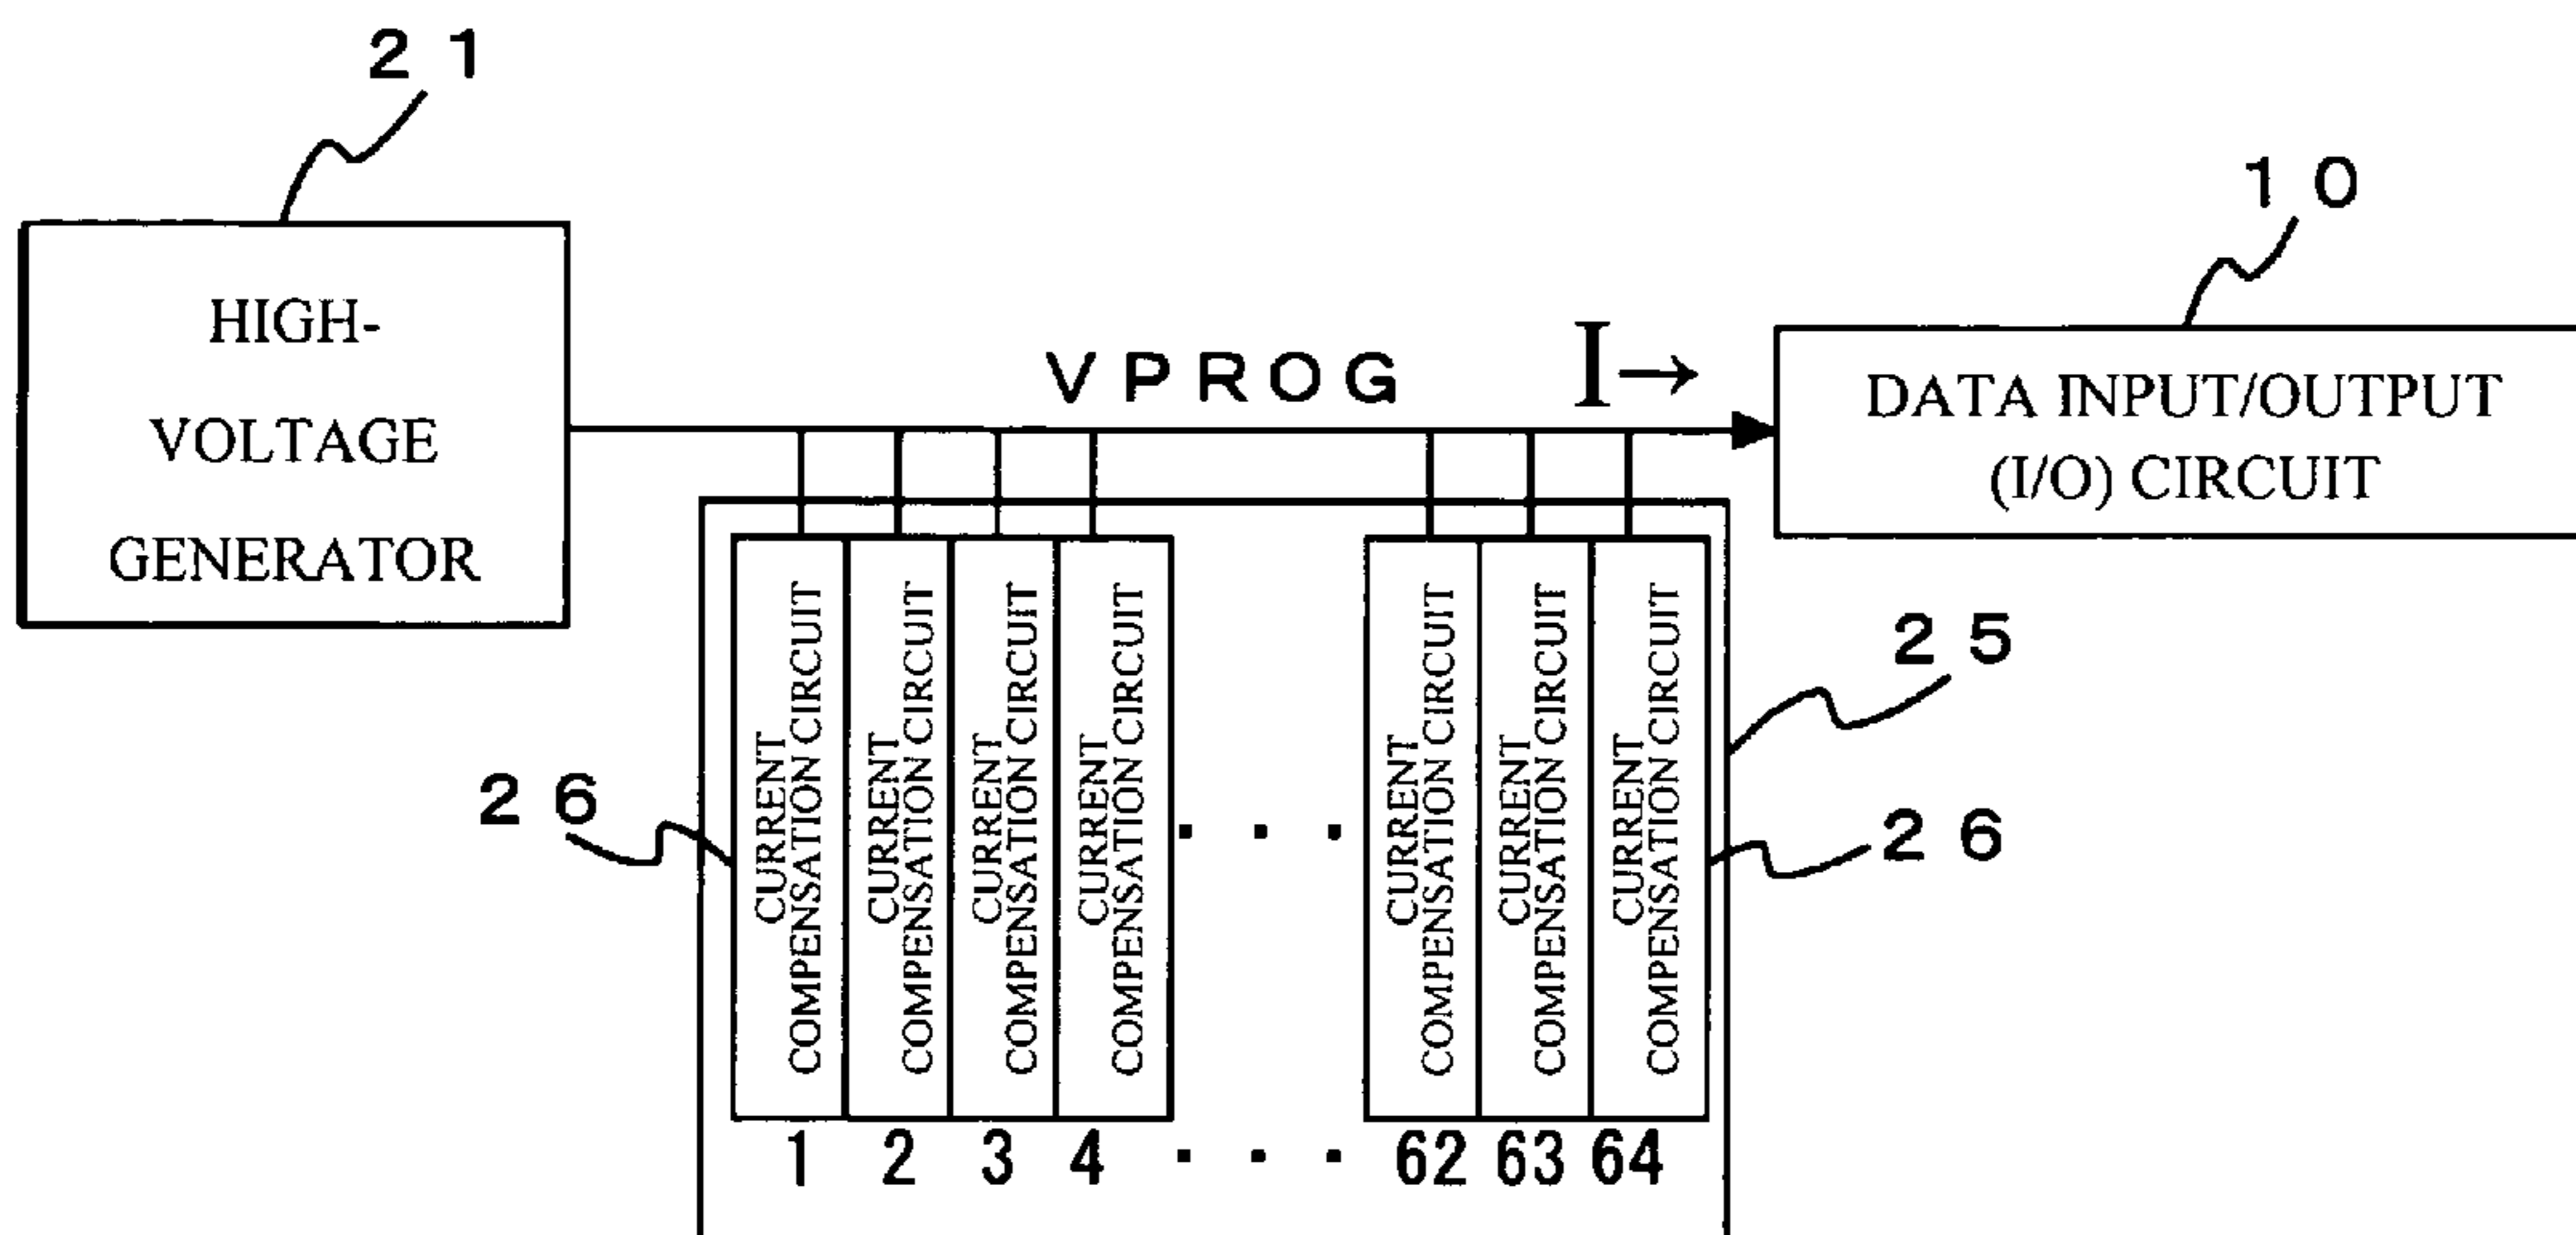 21
HIGH-
VOLTAGE
GENERATOR
VPROG
I→
10
DATA INPUT/OUTPUT
(I/O) CIRCUIT
CURRENT
COMPENSATION CIRCUIT
CURRENT
COMPENSATION CIRCUIT
CURRENT
COMPENSATION CIRCUIT
CURRENT
COMPENSATION CIRCUIT
. . .
CURRENT
COMPENSATION CIRCUIT
CURRENT
COMPENSATION CIRCUIT
CURRENT
COMPENSATION CIRCUIT
25
26
26
1 2 3 4 . . . 62 63 64